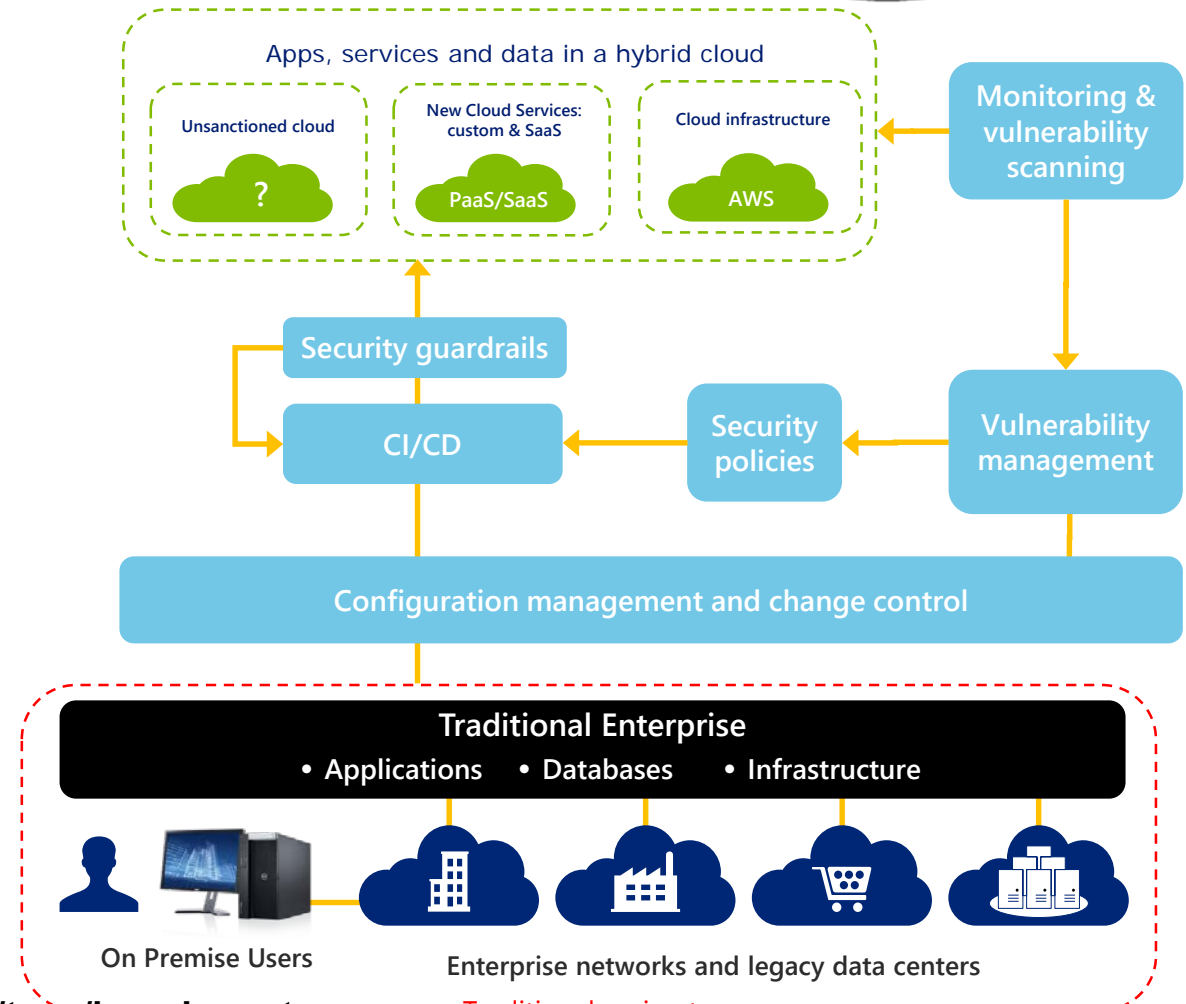 Apps, services and data in a hybrid cloud
Unsanctioned cloud
?
New Cloud Services:
custom & SaaS
PaaS/SaaS
Cloud infrastructure
AWS
Monitoring &
vulnerability
scanning
Security guardrails
CI/CD
Security
policies
Vulnerability
management
Configuration management and change control
Traditional Enterprise
• Applications • Databases • Infrastructure
On Premise Users
Enterprise networks and legacy data centers